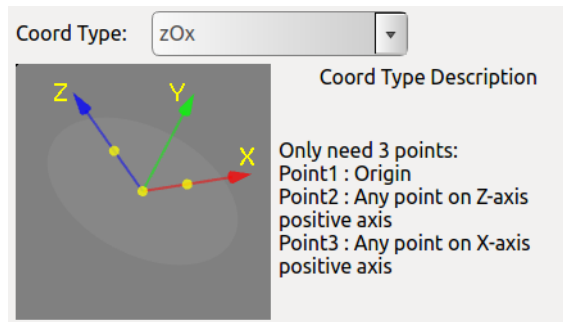 Coord Type: zOx
Z Y X
Coord Type Description
Only need 3 points:
Point1 : Origin
Point2 : Any point on Z-axis
positive axis
Point3 : Any point on X-axis
positive axis